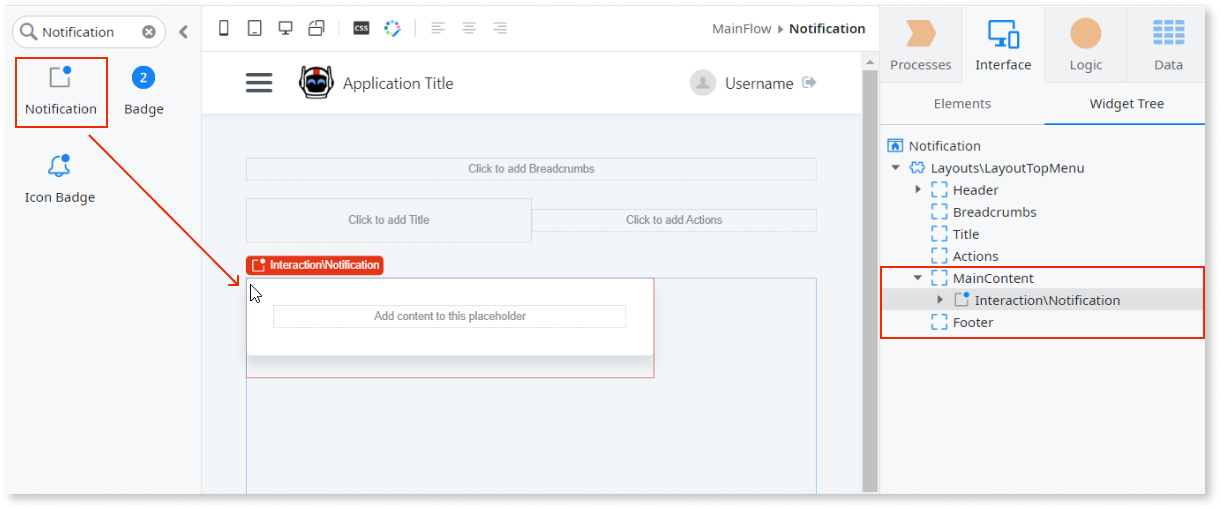 Notification
Notification
2
Badge
Icon Badge
css
MainFlow
Notification
Application Title
Username
Click to add Breadcrumbs
Click to add Title
Click to add Actions
Interaction\Notification
Add content to this placeholder
Processes
Interface
Logic
Data
Elements
Widget Tree
Notification
Layouts\LayoutTopMenu
Header
Breadcrumbs
Title
Actions
MainContent
Interaction\Notification
Footer